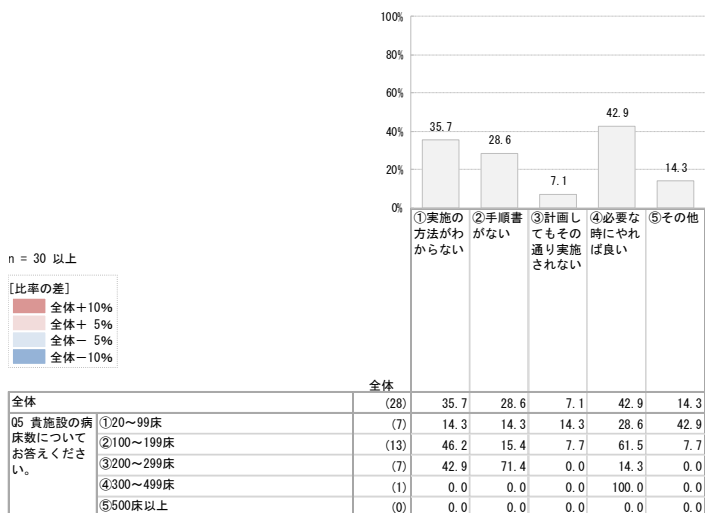 100%
80%
60%
40%
20%
0%
35.7
28.6
7.1
42.9
14.3
①実施の
方法がわ
からない
②手順書
がない
③計画し
てもその
通り実施
されない
④必要な
時にやれ
ば良い
⑤その他
n = 30 以上
[比率の差]
全体+10%
全体+ 5%
全体- 5%
全体-10%
全体
全体 (28) 35.7 28.6 7.1 42.9 14.3
Q5 貴施設の病
床数について
お答えくださ
い。
①20~99床 (7) 14.3 14.3 14.3 28.6 42.9
②100~199床 (13) 46.2 15.4 7.7 61.5 7.7
③200~299床 (7) 42.9 71.4 0.0 14.3 0.0
④300~499床 (1) 0.0 0.0 0.0 100.0 0.0
⑤500床以上 (0) 0.0 0.0 0.0 0.0 0.0